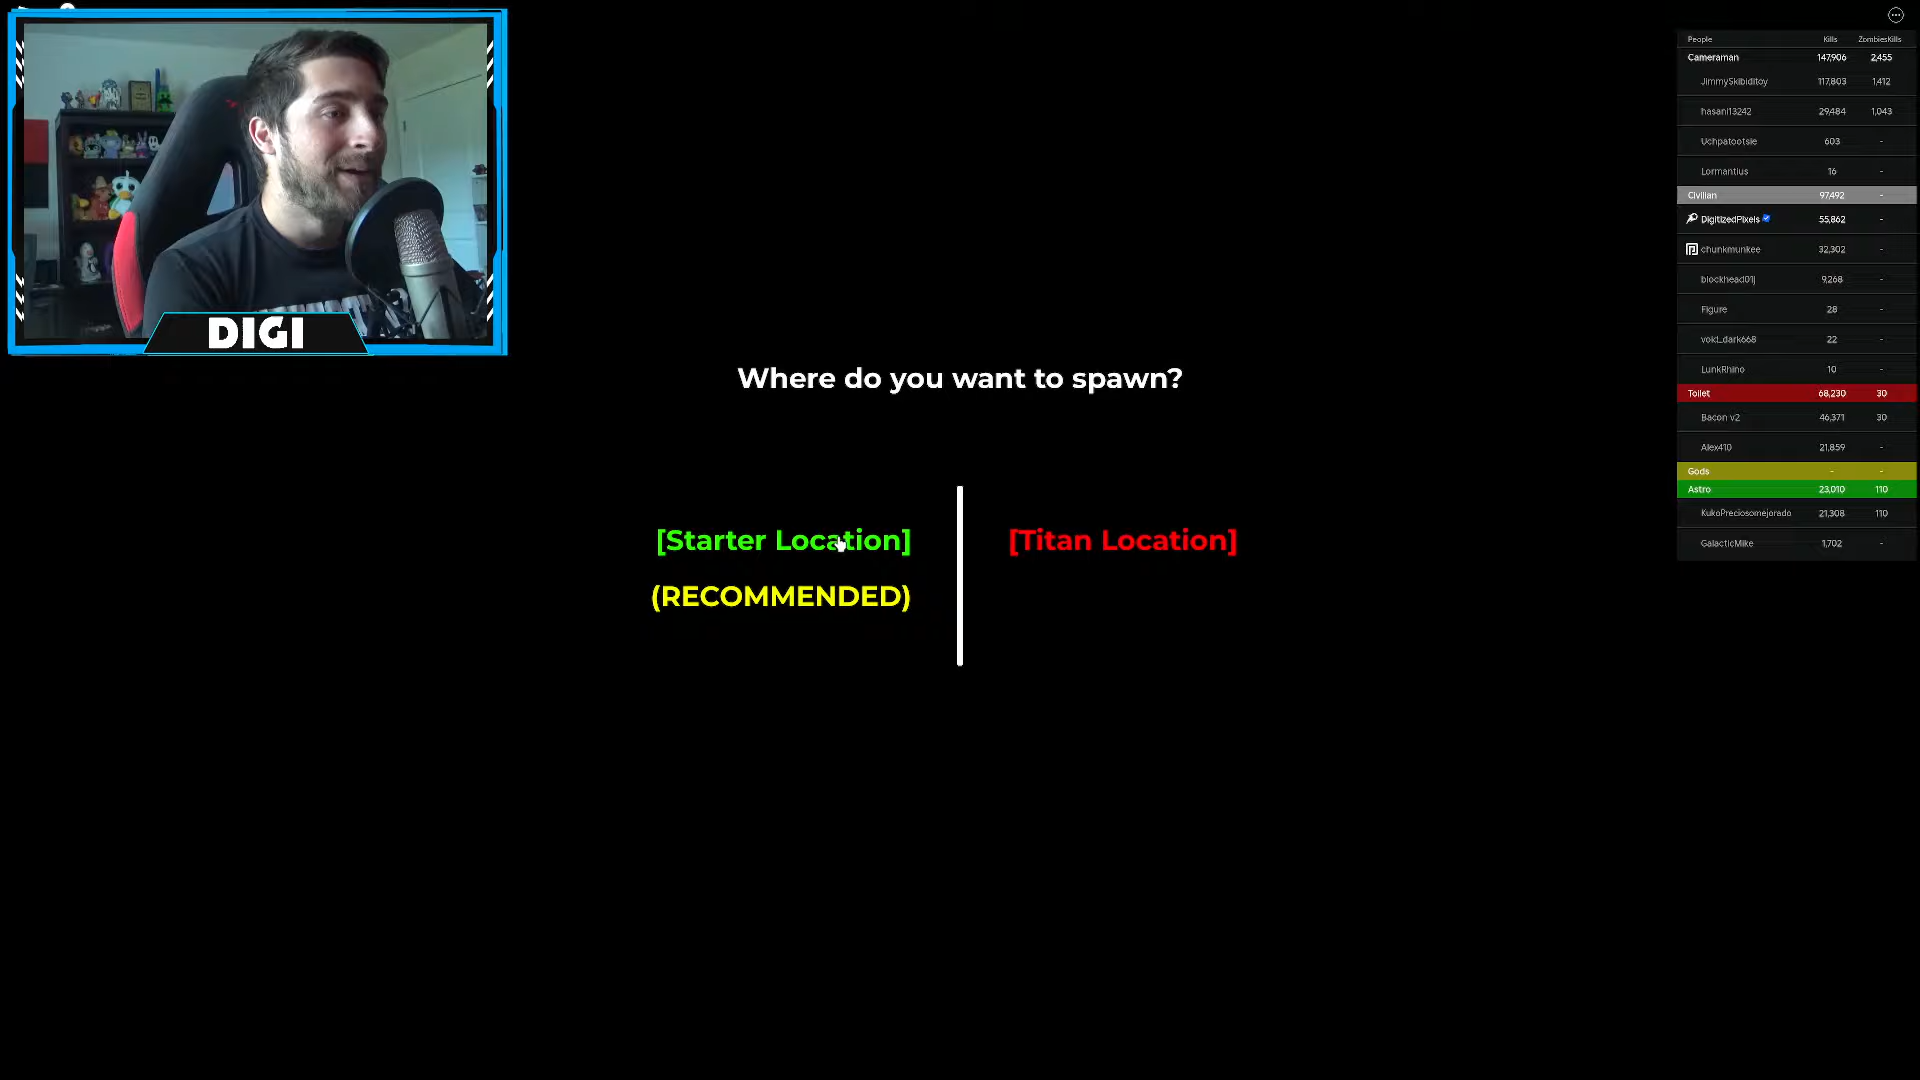 DIGI
Where do you want to spawn?
[Starter Location]
(RECOMMENDED)
[Titan Location]
People Kills ZombiesKills
Cameraman 147,906 2,455
JimmySkibiditoy 117,803 1,412
hasani13242 29,484 1,043
Uchpatootsie 603 -
Lormantius 16 -
Civilian 97,492 -
DigitizedPixels 55,862 -
chunkmunkee 32,302 -
blockhead01j 9,268 -
Figure 28 -
voki_dark668 22 -
LunkRhino 10 -
Toilet 68,230 30
Bacon v2 46,371 30
Alex410 21,859 -
Gods - -
Astro 23,010 110
KukoPreciosomejorado 21,308 110
GalacticMike 1,702 -